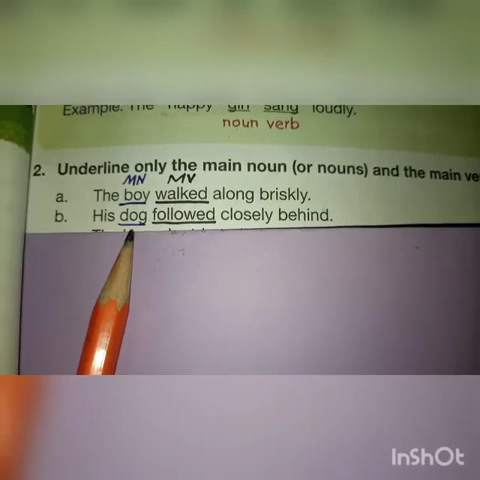 Example. The happy girl sang loudly.
noun verb
2. Underline only the main noun (or nouns) and the main ve
MN MV
a. The boy walked along briskly.
b. His dog followed closely behind.
InShOt